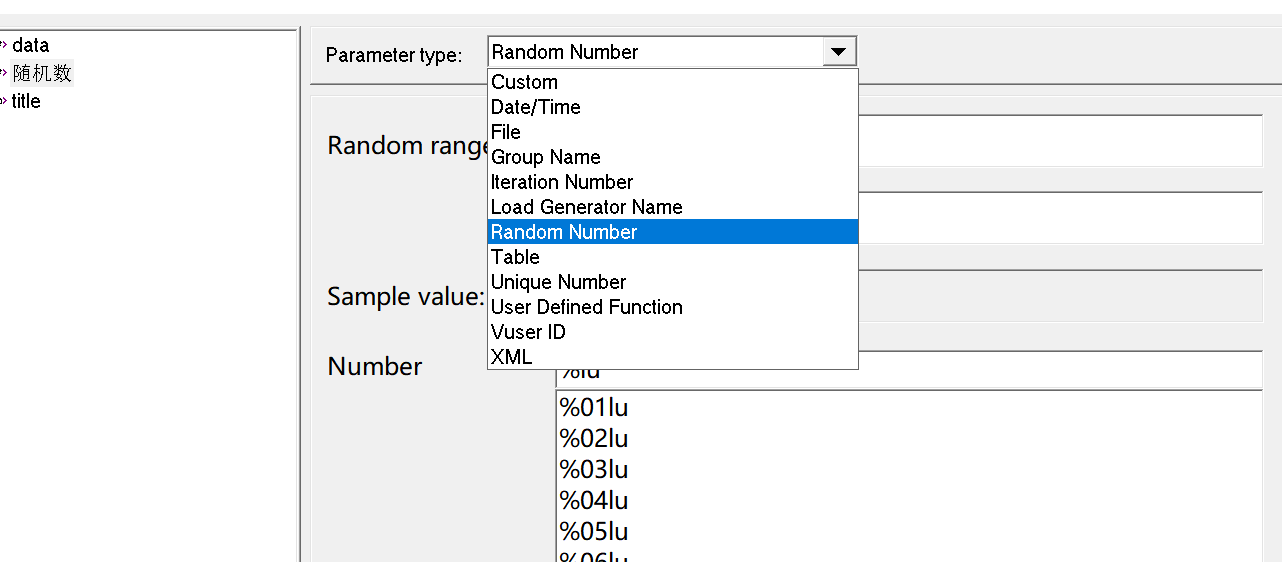 data
随机数
title
Parameter type:
Random Number
Custom
Date/Time
File
Group Name
Iteration Number
Load Generator Name
Random Number
Table
Unique Number
User Defined Function
Vuser ID
XML
Random range
Sample value:
Number
%lu
%01lu
%02lu
%03lu
%04lu
%05lu
%06lu